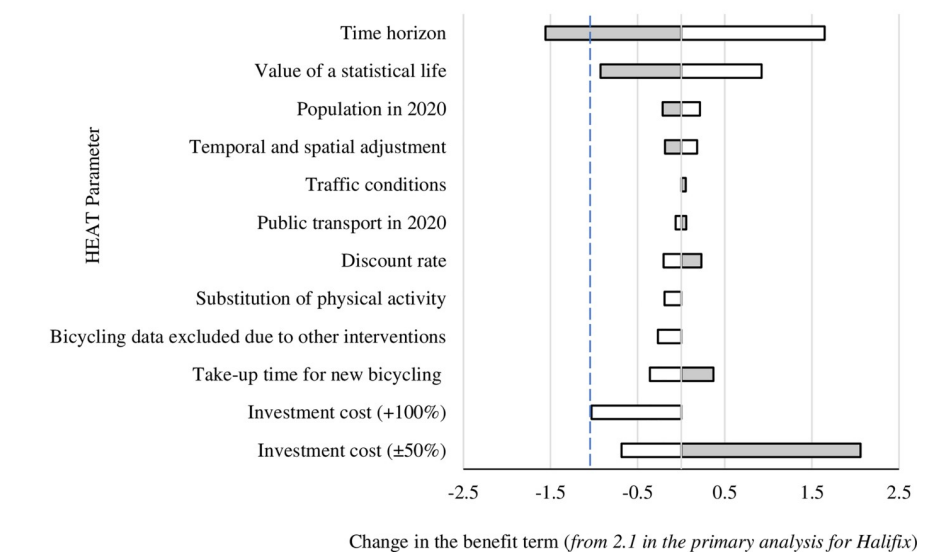 HEAT Parameter
Time horizon
Value of a statistical life
Population in 2020
Temporal and spatial adjustment
Traffic conditions
Public transport in 2020
Discount rate
Substitution of physical activity
Bicycling data excluded due to other interventions
Take-up time for new bicycling
Investment cost (+100%)
Investment cost (±50%)
-2.5 -1.5 -0.5 0.5 1.5 2.5
Change in the benefit term (from 2.1 in the primary analysis for Halifix)